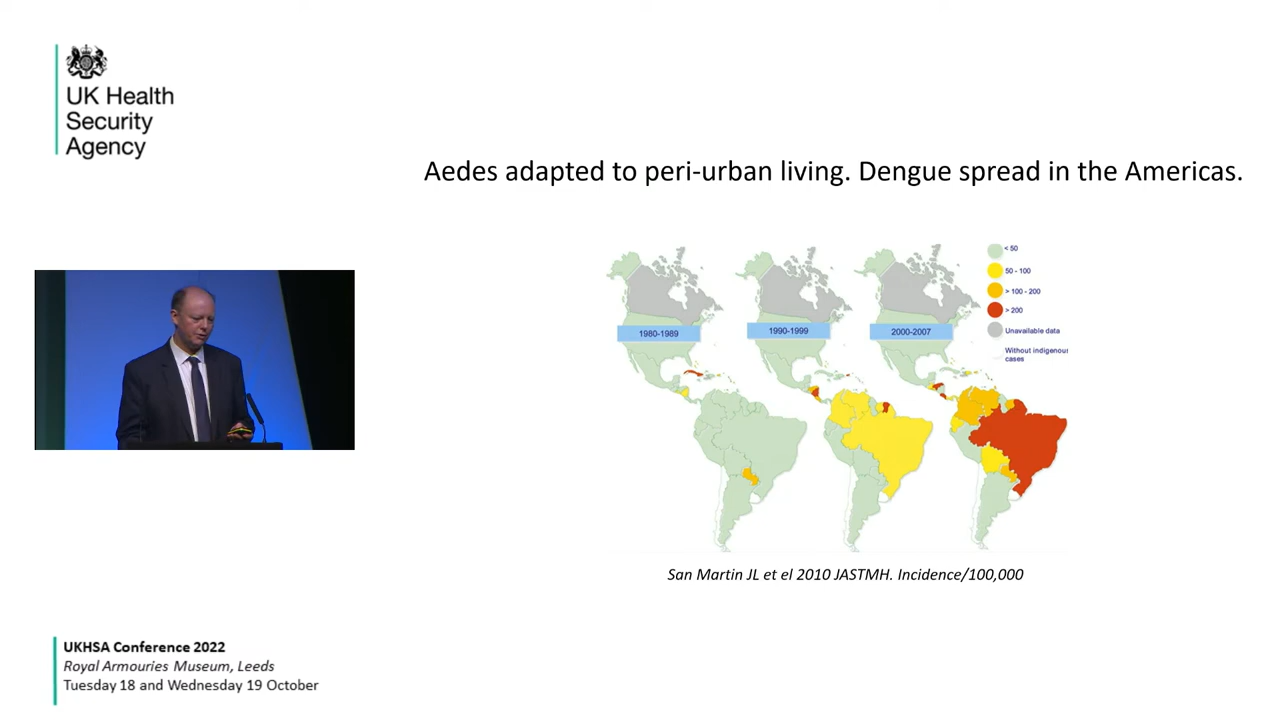 UK Health
Security
Agency
Aedes adapted to peri-urban living. Dengue spread in the Americas.
1980-1989
1990-1999
2000-2007
< 50
50 - 100
> 100 - 200
> 200
Unavailable data
Without indigenou
cases
San Martin JL et el 2010 JASTMH. Incidence/100,000
UKHSA Conference 2022
Royal Armouries Museum, Leeds
Tuesday 18 and Wednesday 19 October